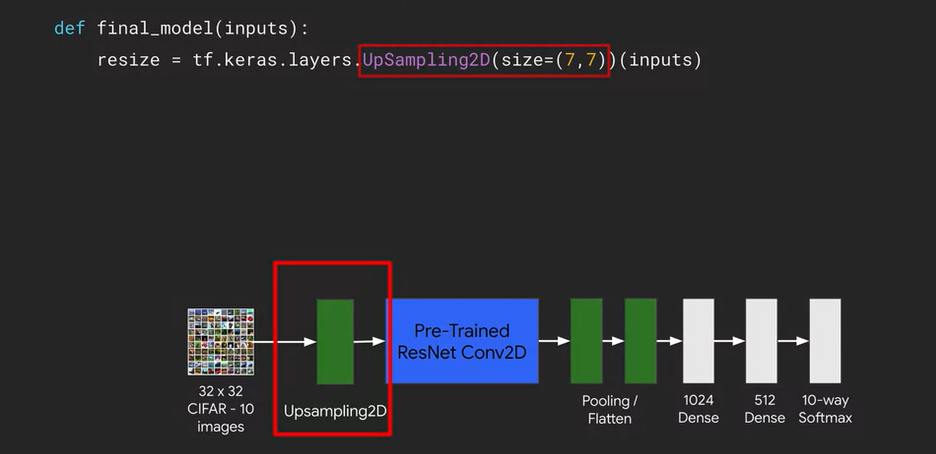 def final_model(inputs):
resize = tf.keras.layers.UpSampling2D(size=(7,7))(inputs)
Pre-Trained
ResNet Conv2D
32 x 32
CIFAR - 10
images
Upsampling2D
Pooling /
Flatten
1024
Dense
512
Dense
10-way
Softmax